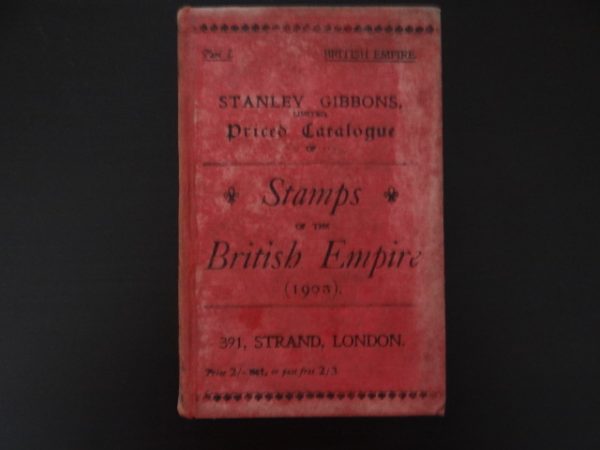 Part I. BRITISH EMPIRE.
STANLEY GIBBONS,
LIMITED,
Priced Catalogue
OF
Stamps
OF THE
British Empire
391, STRAND, LONDON.
Price 2/- net, or post free 2/3